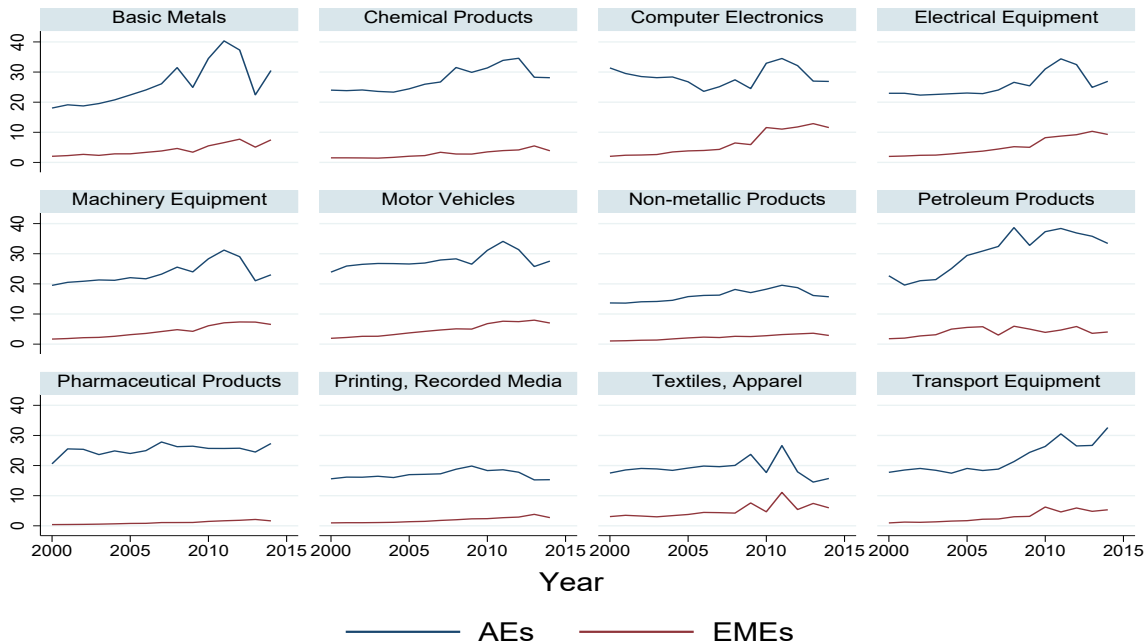 Basic Metals Chemical Products Computer Electronics Electrical Equipment
40
30
20
10
0
Machinery Equipment Motor Vehicles Non-metallic Products Petroleum Products
40
30
20
10
0
Pharmaceutical Products Printing, Recorded Media Textiles, Apparel Transport Equipment
40
30
20
10
0
2000 2005 2010 2015 2000 2005 2010 2015 2000 2005 2010 2015 2000 2005 2010 2015
Year
AEs EMEs